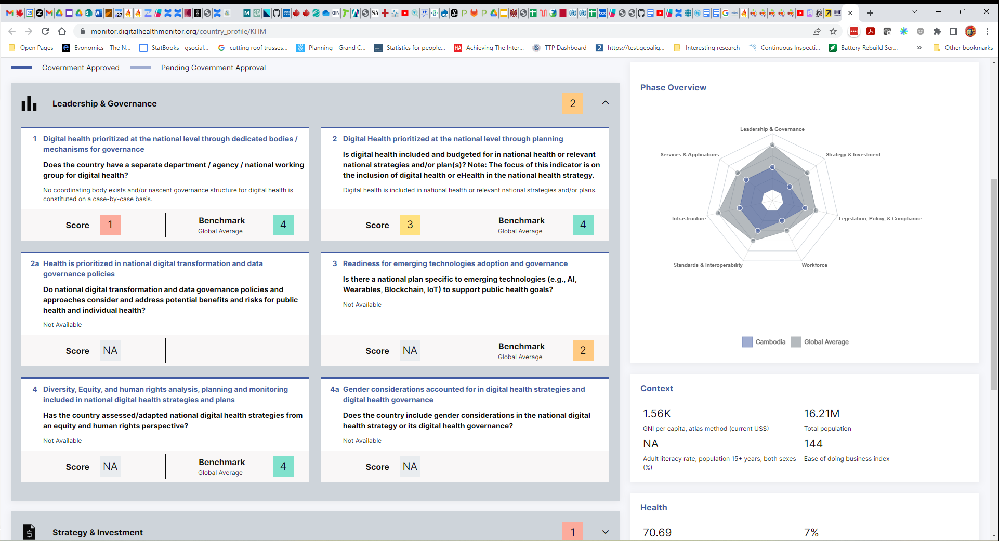 monitor.digitalhealthmonitor.org/country_profile/KHM
Open Pages
Evonomics - The N...
StatBooks - gsocial...
cutting roof trusses...
Planning - Grand C...
Statistics for people...
Achieving The Inter...
TTP Dashboard
https://test.geoalig...
Interesting research
Continuous Inspecti...
Battery Rebuild Ser...
»
Other bookmarks
Government Approved
Pending Government Approval
Leadership & Governance
2
1 Digital health prioritized at the national level through dedicated bodies /
mechanisms for governance
Does the country have a separate department / agency / national working
group for digital health?
No coordinating body exists and/or nascent governance structure for digital health is
constituted on a case-by-case basis.
Score 1
Benchmark 4
Global Average
2 Digital Health prioritized at the national level through planning
Is digital health included and budgeted for in national health or relevant
national strategies and/or plan(s)? Note: The focus of this indicator is on
the inclusion of digital health or eHealth in the national health strategy.
Digital health is included in national health or relevant national strategies and/or plans.
Score 3
Benchmark 4
Global Average
2a Health is prioritized in national digital transformation and data
governance policies
Do national digital transformation and data governance policies and
approaches consider and address potential benefits and risks for public
health and individual health?
Not Available
Score NA
3 Readiness for emerging technologies adoption and governance
Is there a national plan specific to emerging technologies (e.g., AI,
Wearables, Blockchain, IoT) to support public health goals?
Not Available
Score NA
Benchmark 2
Global Average
4 Diversity, Equity, and human rights analysis, planning and monitoring
included in national digital health strategies and plans
Has the country assessed/adapted national digital health strategies from
an equity and human rights perspective?
Not Available
Score NA
Benchmark 4
Global Average
4a Gender considerations accounted for in digital health strategies and
digital health governance
Does the country include gender considerations in the national digital
health strategy or its digital health governance?
Not Available
Score NA
Strategy & Investment
1
Phase Overview
Leadership & Governance
Services & Applications
Strategy & Investment
Infrastructure
Legislation, Policy, & Compliance
Standards & Interoperability
Workforce
Cambodia
Global Average
Context
1.56K
GNI per capita, atlas method (current US$)
16.21M
Total population
NA
Adult literacy rate, population 15+ years, both sexes
(%)
144
Ease of doing business index
Health
70.69
7%